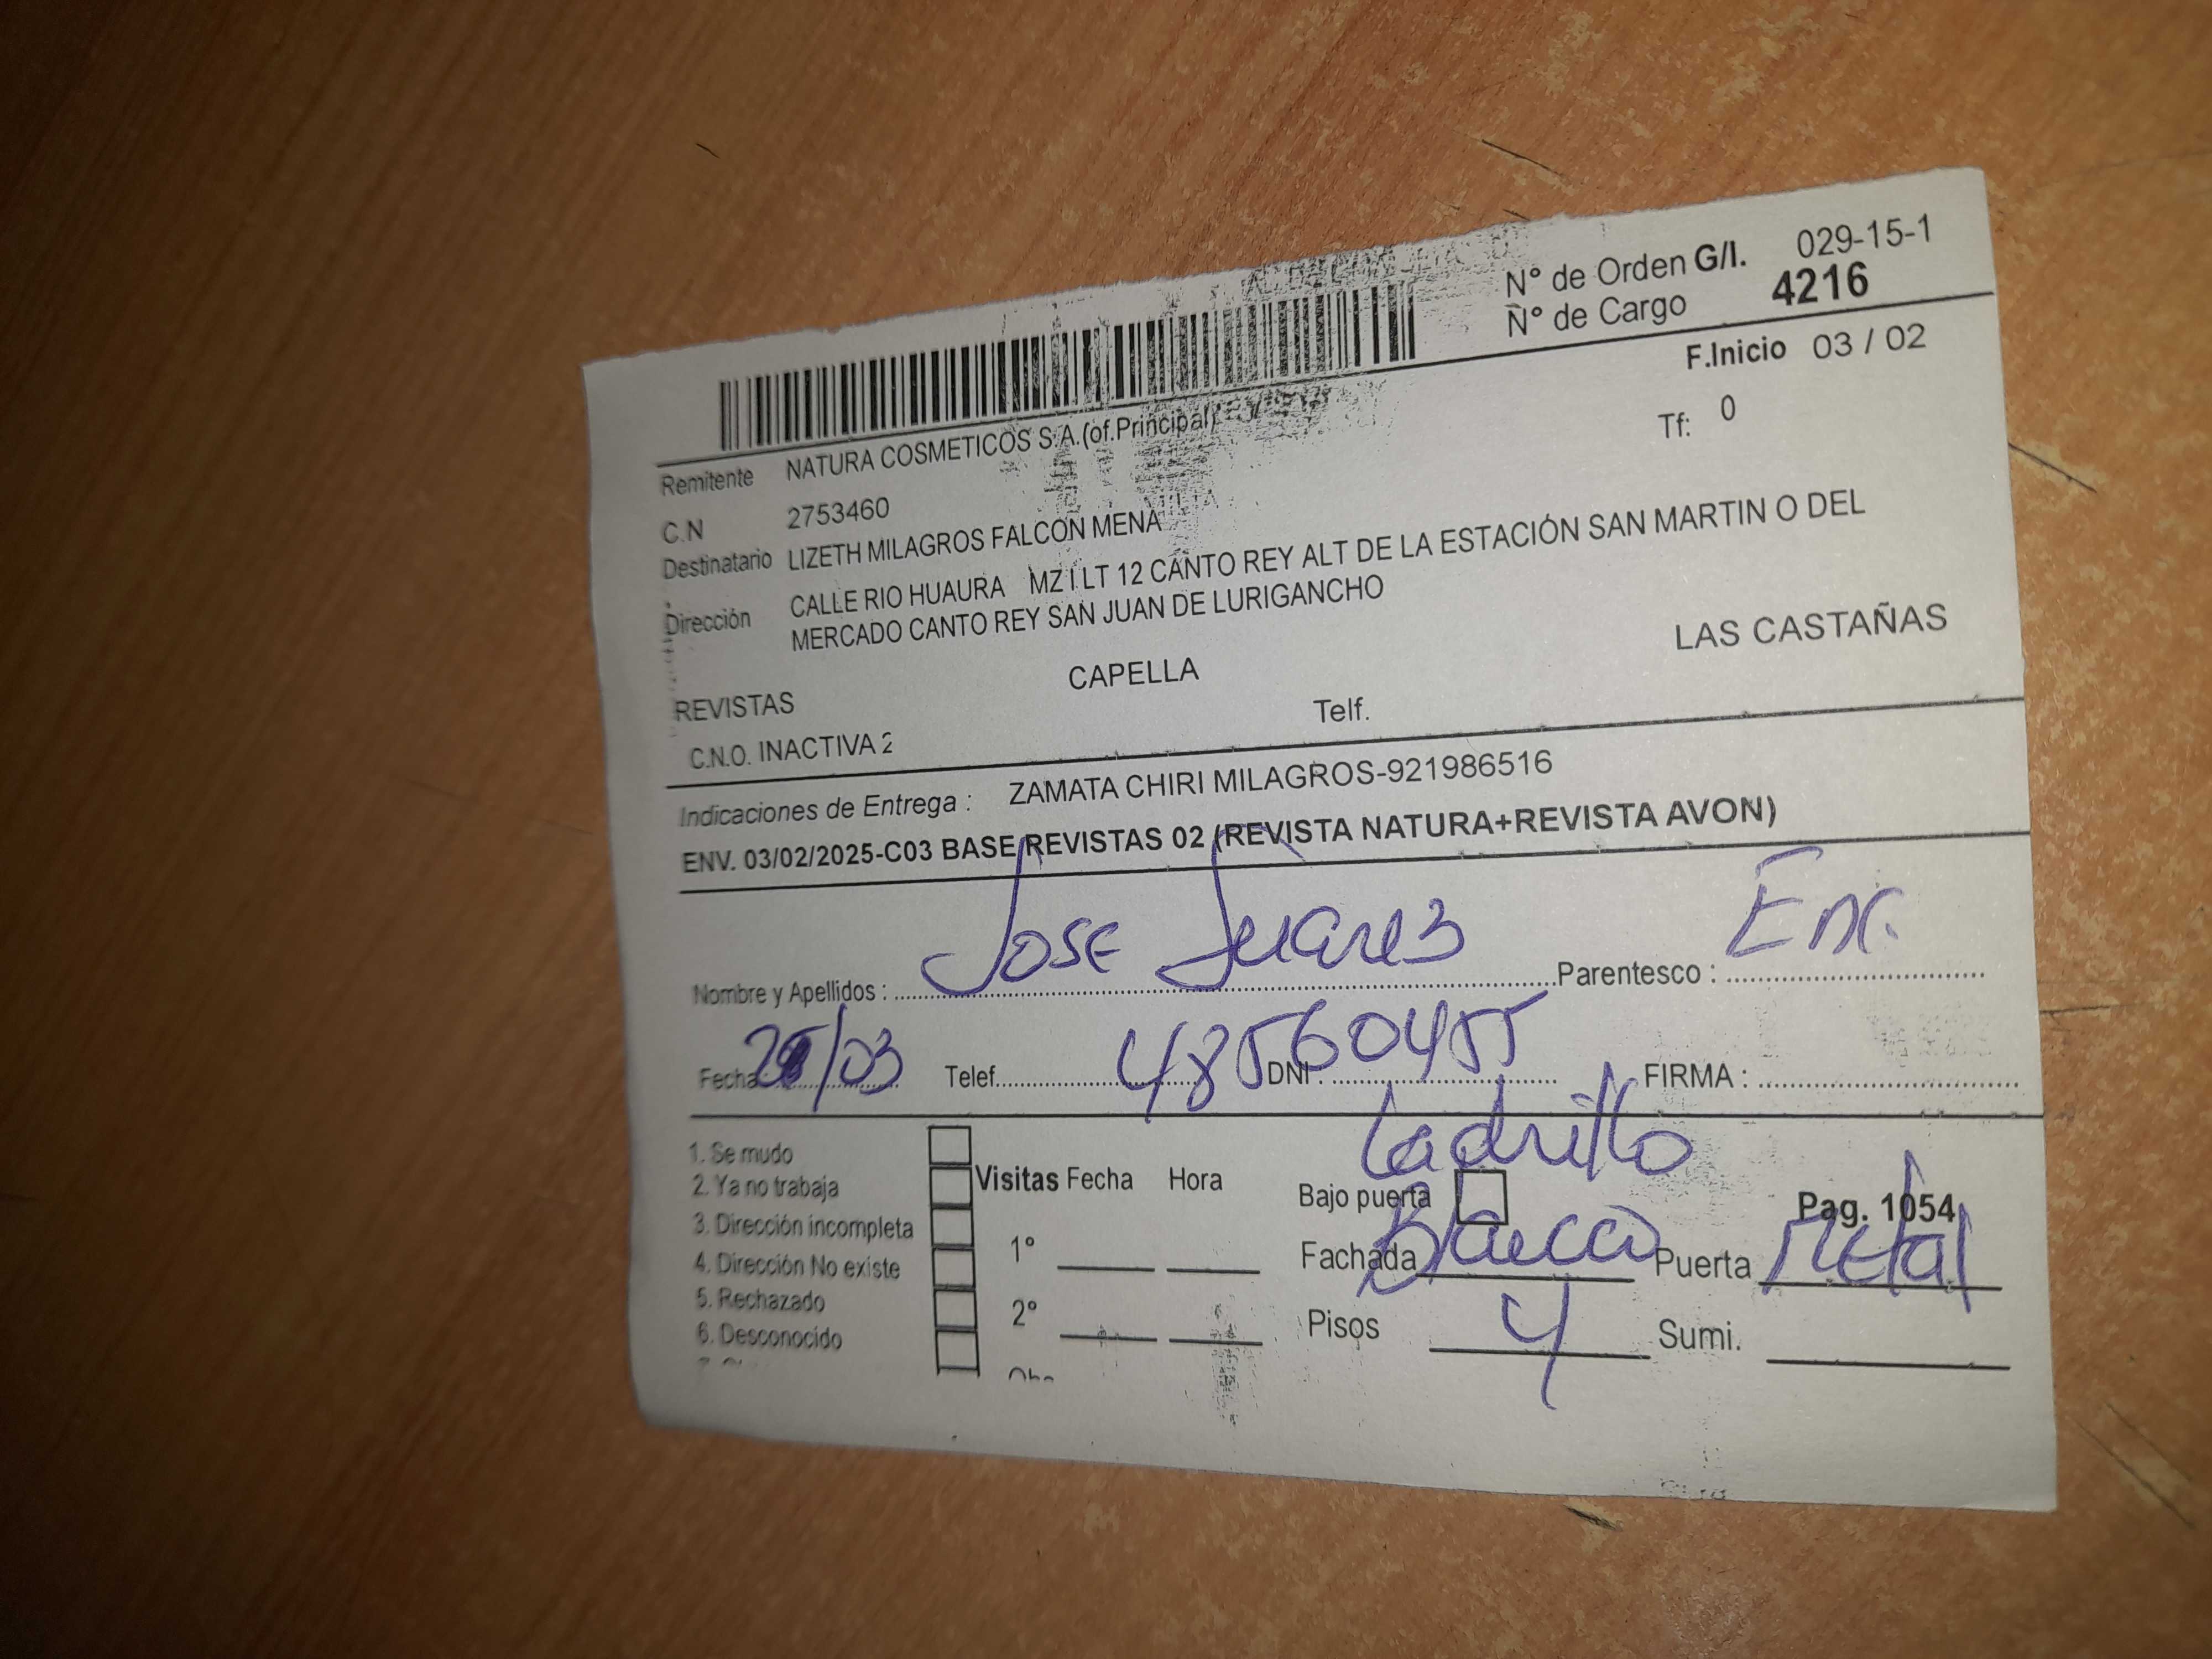 Nº de Orden G/I. 029-15-1
Nº de Cargo 4216
F.Inicio 03 / 02
Remitente NATURA COSMETICOS S.A.(of.Principal)
Tf: 0
C.N 2753460
Destinatario LIZETH MILAGROS FALCON MENA
Dirección CALLE RIO HUAURA MZ I LT 12 CANTO REY ALT DE LA ESTACIÓN SAN MARTIN O DEL
MERCADO CANTO REY SAN JUAN DE LURIGANCHO
REVISTAS CAPELLA LAS CASTAÑAS
C.N.O. INACTIVA 2 Telf.
Indicaciones de Entrega : ZAMATA CHIRI MILAGROS-921986516
ENV. 03/02/2025-C03 BASE REVISTAS 02 (REVISTA NATURA+REVISTA AVON)
Nombre y Apellidos : Jose Juarez Parentesco : Enc.
Fecha: /03 Telef. DNI : 48560455 FIRMA :
Ladrillo
1. Se mudo
2. Ya no trabaja Visitas Fecha Hora Bajo puerta Pag. 1054
3. Dirección incompleta 1º Fachada Blanco Puerta Metal
4. Dirección No existe
5. Rechazado 2º Pisos 4 Sumi.
6. Desconocido